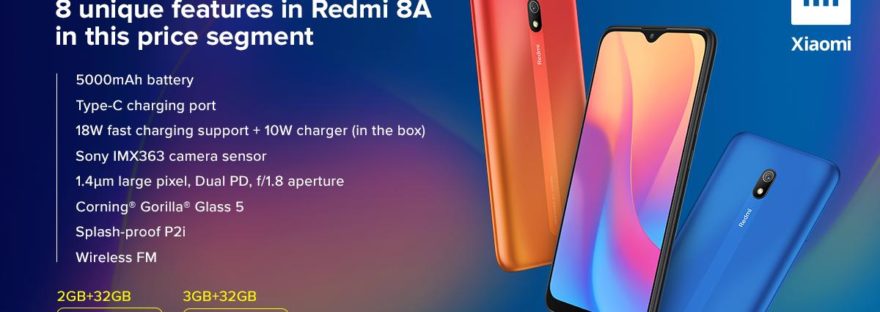 8 unique features in Redmi 8A
in this price segment
5000mAh battery
Type-C charging port
18W fast charging support + 10W charger (in the box)
Sony IMX363 camera sensor
1.4μm large pixel, Dual PD, f/1.8 aperture
Corning® Gorilla® Glass 5
Splash-proof P2i
Wireless FM
2GB+32GB
3GB+32GB
Xiaomi
Redmi
Redmi